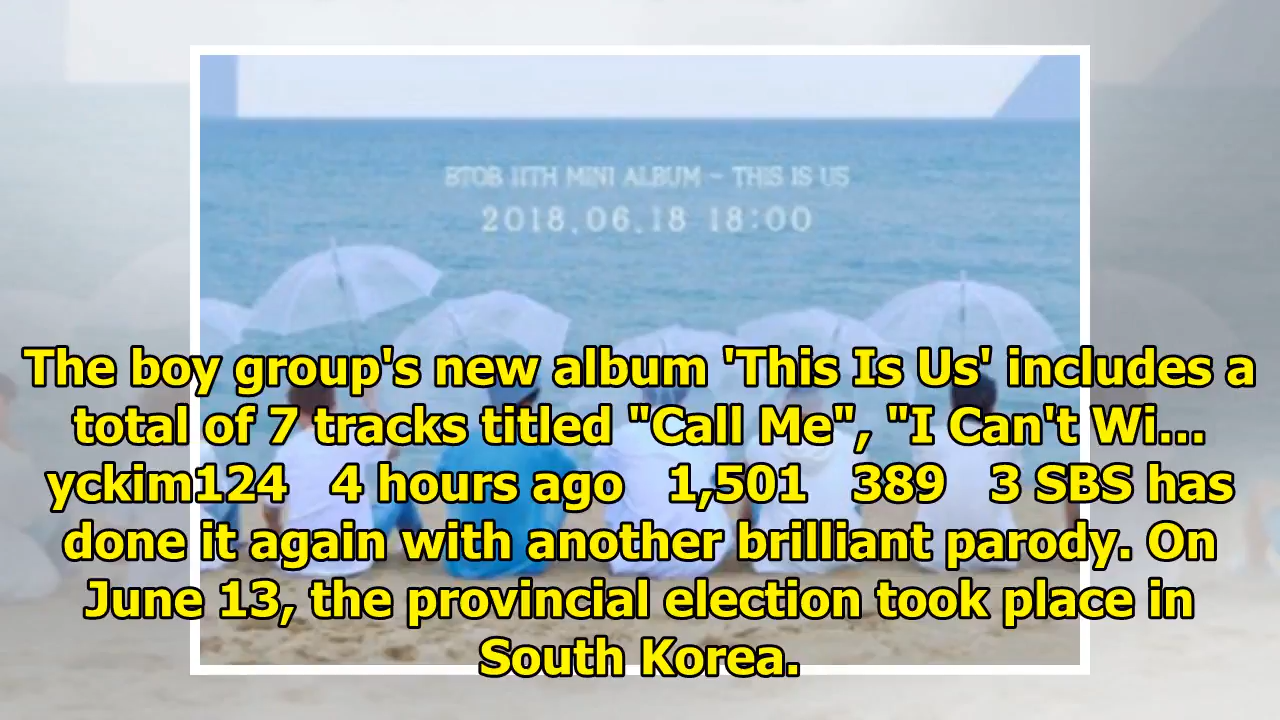 BTOB 11TH MINI ALBUM - THIS IS US
2018.06.18 18:00
The boy group's new album 'This Is Us' includes a
total of 7 tracks titled "Call Me", "I Can't Wi...
yckim124 4 hours ago 1,501 389 3 SBS has
done it again with another brilliant parody. On
June 13, the provincial election took place in
South Korea.